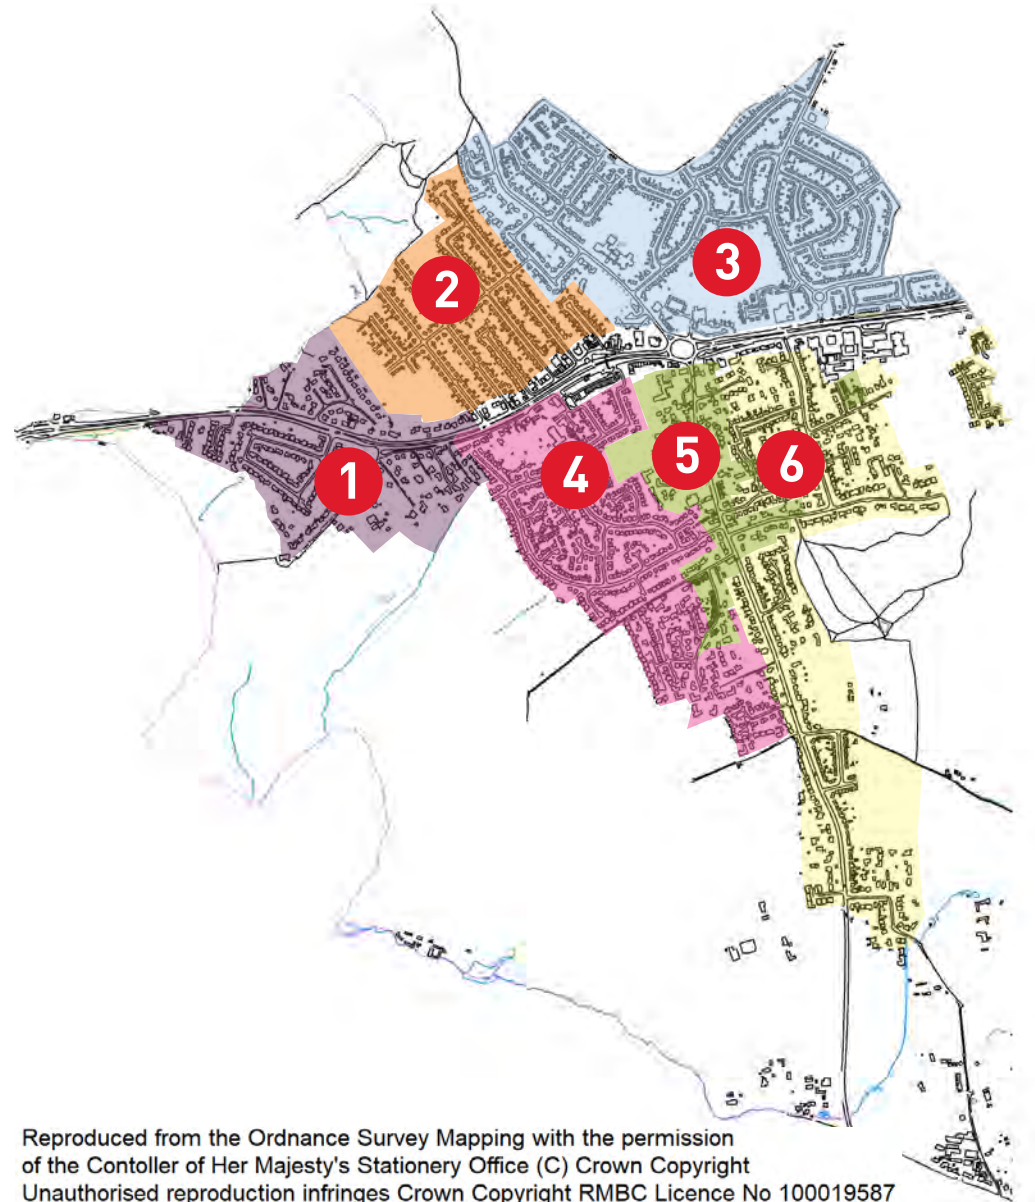 3
2
5
6
4
1
Reproduced from the Ordnance Survey Mapping with the permission
of the Contoller of Her Majesty's Stationery Office (C) Crown Copyright
Unauthorised reproduction infringes Crown Copyright RMBC Licence No 100019587